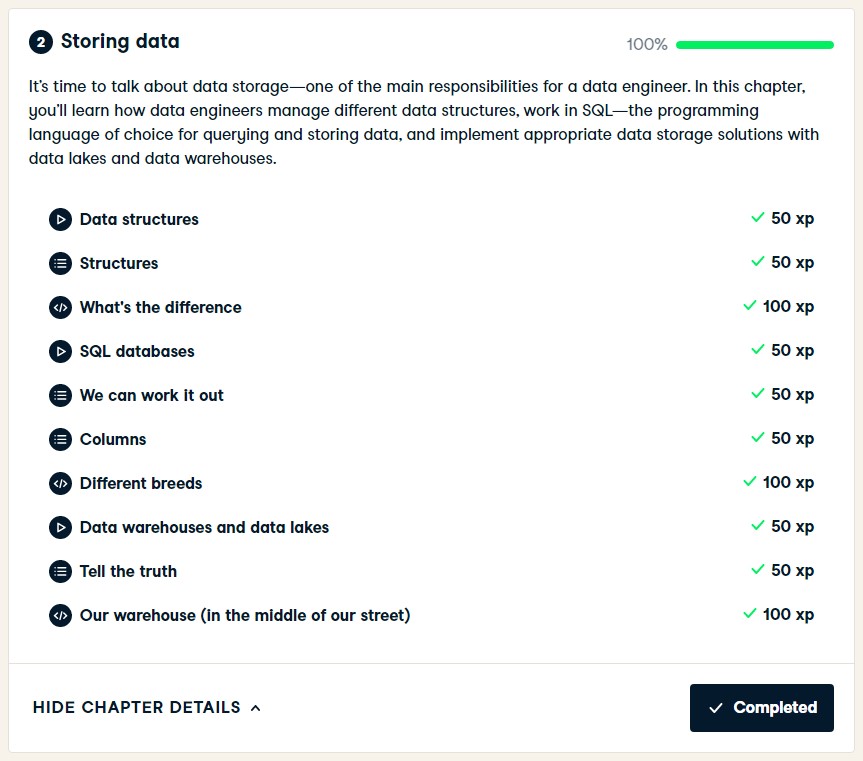 2 Storing data
100%
It's time to talk about data storage—one of the main responsibilities for a data engineer. In this chapter,
you'll learn how data engineers manage different data structures, work in SQL—the programming
language of choice for querying and storing data, and implement appropriate data storage solutions with
data lakes and data warehouses.
Data structures 50 xp
Structures 50 xp
What's the difference 100 xp
SQL databases 50 xp
We can work it out 50 xp
Columns 50 xp
Different breeds 100 xp
Data warehouses and data lakes 50 xp
Tell the truth 50 xp
Our warehouse (in the middle of our street) 100 xp
HIDE CHAPTER DETAILS
Completed